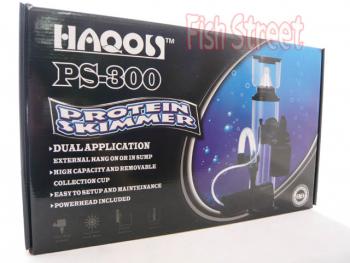 Fish Street
HAQOS™
PS-300
PROTEIN
SKIMMER
DUAL APPLICATION
EXTERNAL HANG ON OR IN SUMP
HIGH CAPACITY AND REMOVABLE
COLLECTION CUP
EASY TO SETUP AND MAINTEINANCE
POWERHEAD INCLUDED